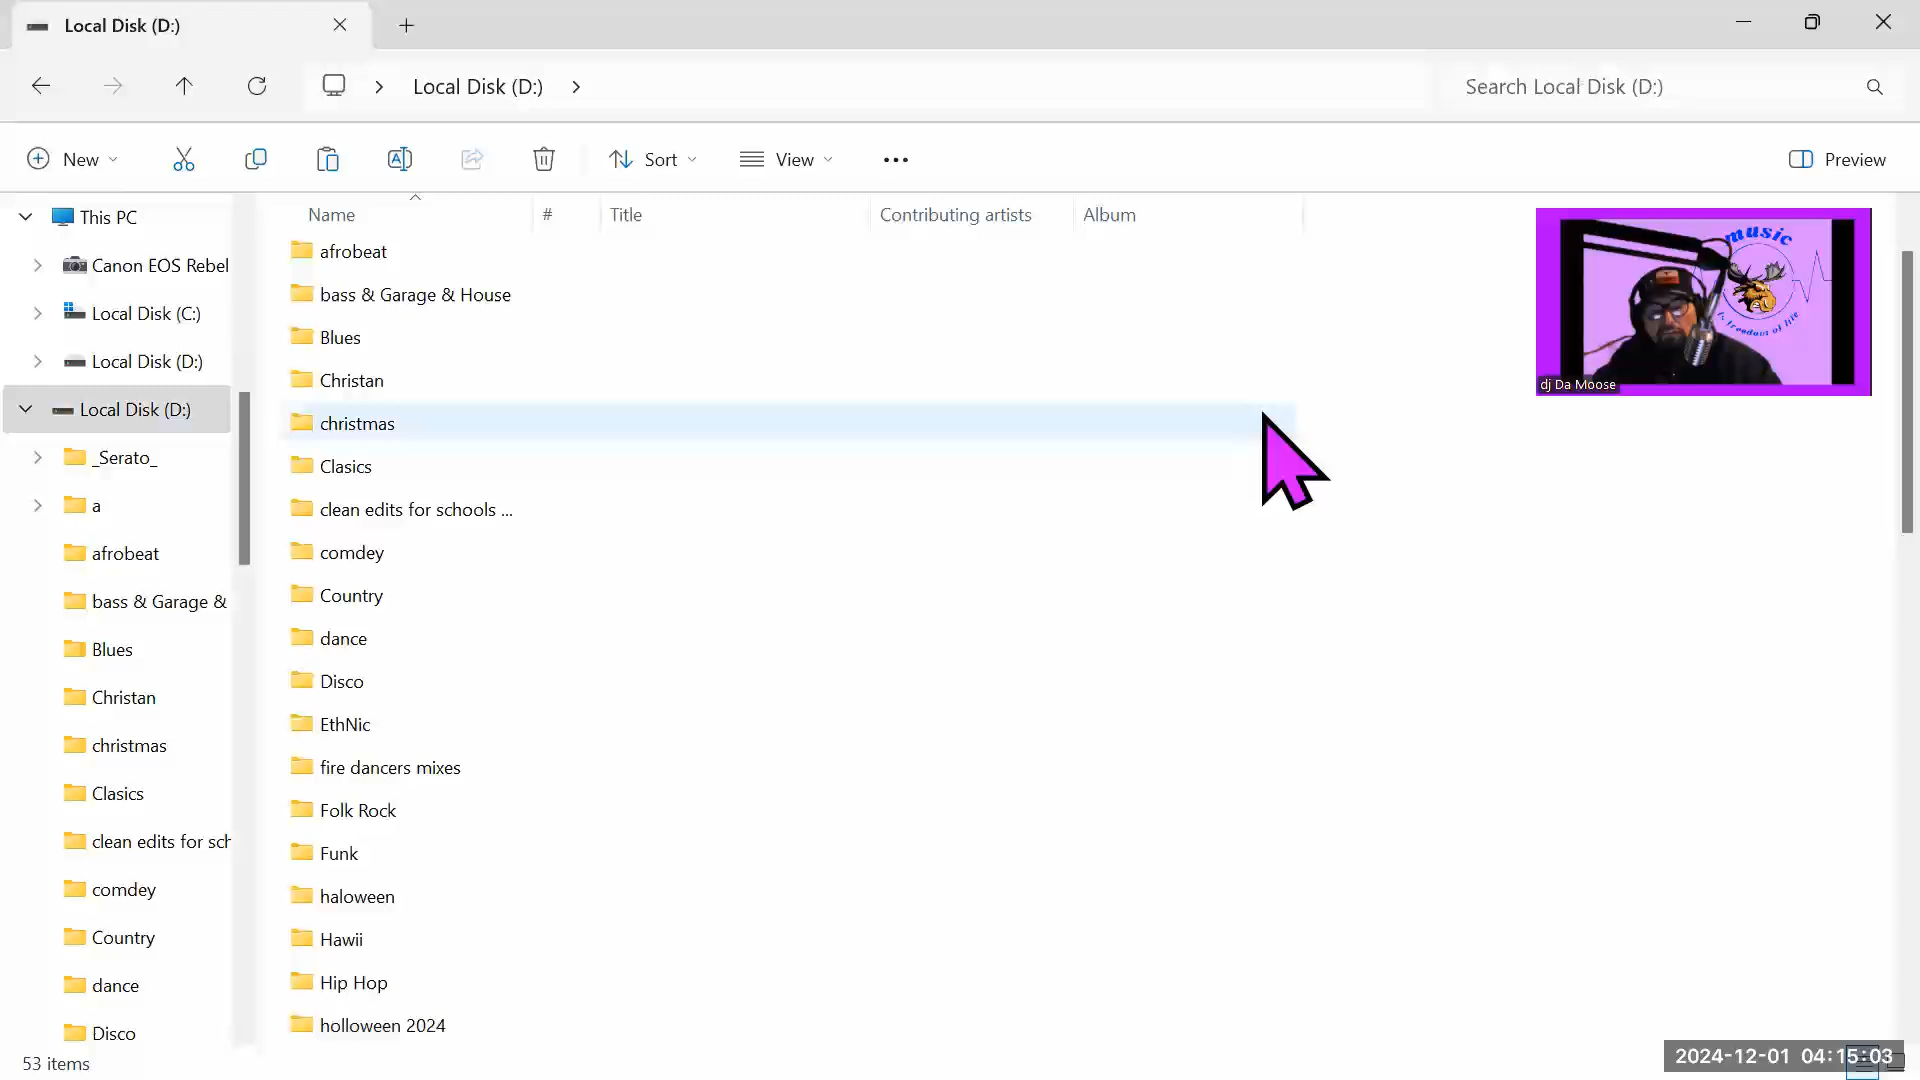 Local Disk (D:)
Local Disk (D:)
Search Local Disk (D:)
New
Sort
View
Preview
This PC
Canon EOS Rebel
Local Disk (C:)
Local Disk (D:)
Local Disk (D:)
_Serato_
a
afrobeat
bass & Garage &
Blues
Christan
christmas
Clasics
clean edits for sch
comdey
Country
dance
Disco
Name
#
Title
Contributing artists
Album
afrobeat
bass & Garage & House
Blues
Christan
christmas
Clasics
clean edits for schools ...
comdey
Country
dance
Disco
EthNic
fire dancers mixes
Folk Rock
Funk
haloween
Hawii
Hip Hop
holloween 2024
music
is freedom of life
dj Da Moose
53 items
2024-12-01 04:15:03